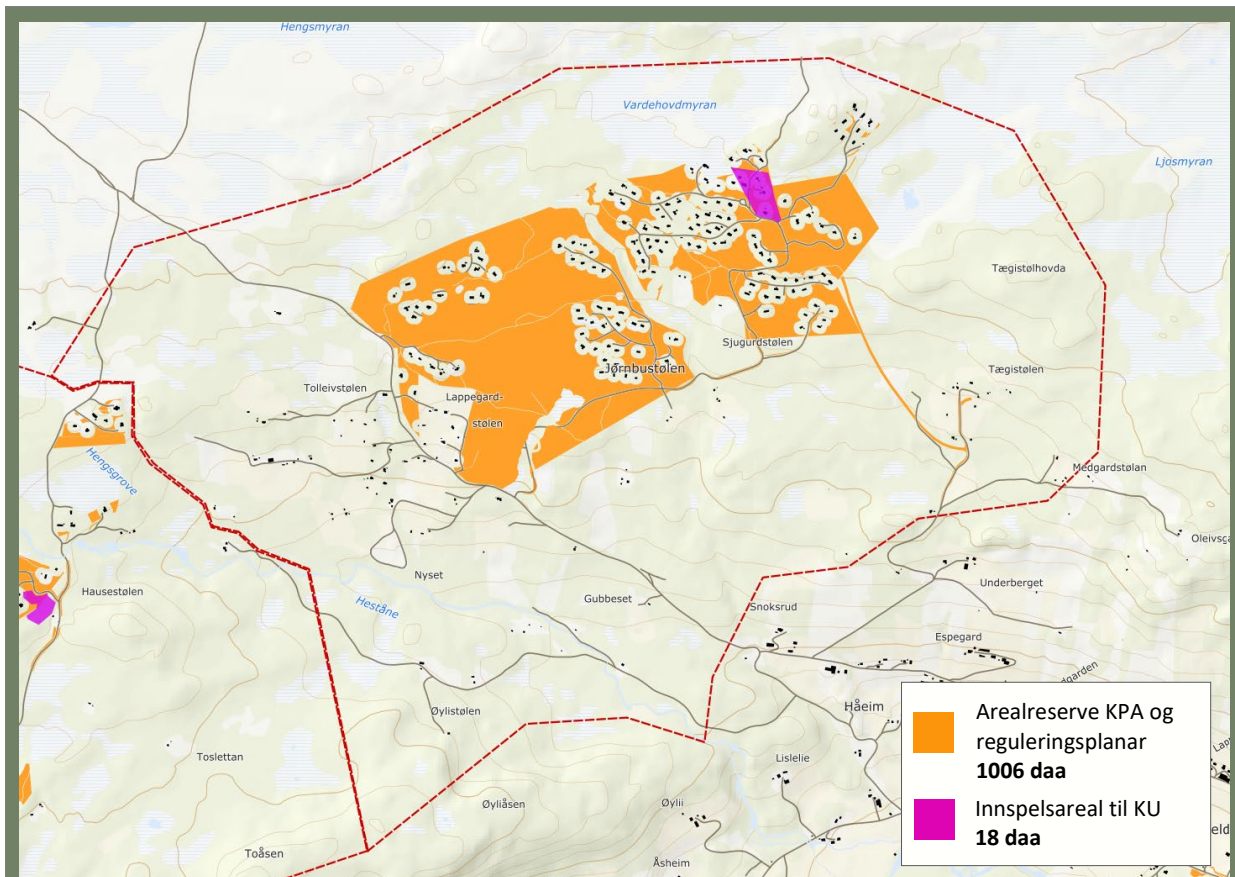 Hengsmyran
Vardehovdmyran
Ljosmyran
Tægistølhovda
Sjugurdstølen
Jørnbustølen
Tægistølen
Tolleivstølen
Lappegard-
stølen
Medgardstølan
Hengsgrove
Hausestølen
Nyset
Heståne
Gubbeset
Snoksrud
Underberget
Espegard
Øylistølen
Håeim
Toslettan
Lislelie
Øyliåsen
Øylii
Toåsen
Åsheim
Arealreserve KPA og
reguleringsplanar
1006 daa
Innspelsareal til KU
18 daa